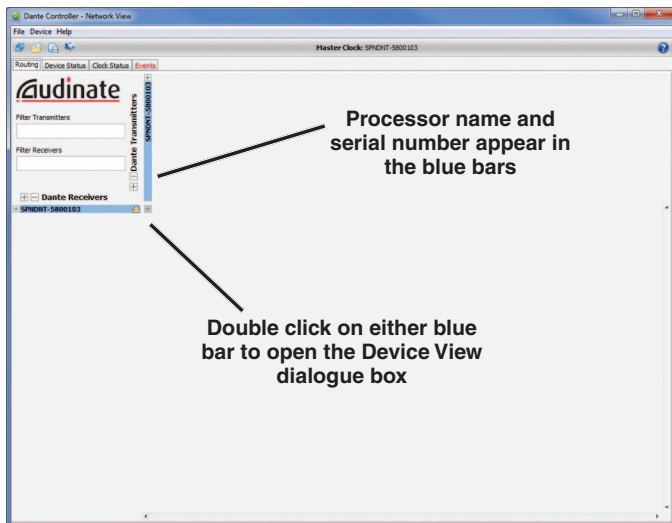 Dante Controller - Network View
File Device Help
Master Clock: SPNDNT-5800103
?
Routing Device Status Clock Status Events
Audinate
Filter Transmitters
Filter Receivers
Dante Transmitters
SPNDNT-5800103
Dante Receivers
SPNDNT-5800103
Processor name and
serial number appear in
the blue bars
Double click on either blue
bar to open the Device View
dialogue box